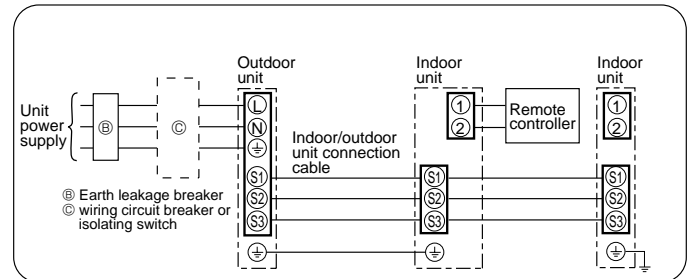 Outdoor
unit
Indoor
unit
Indoor
unit
Unit
power
supply
Ⓑ
Ⓒ
L
N
⏚
S1
S2
S3
⏚
Indoor/outdoor
unit connection
cable
1
2
Remote
controller
S1
S2
S3
⏚
1
2
S1
S2
S3
⏚
Ⓑ Earth leakage breaker
Ⓒ wiring circuit breaker or
isolating switch